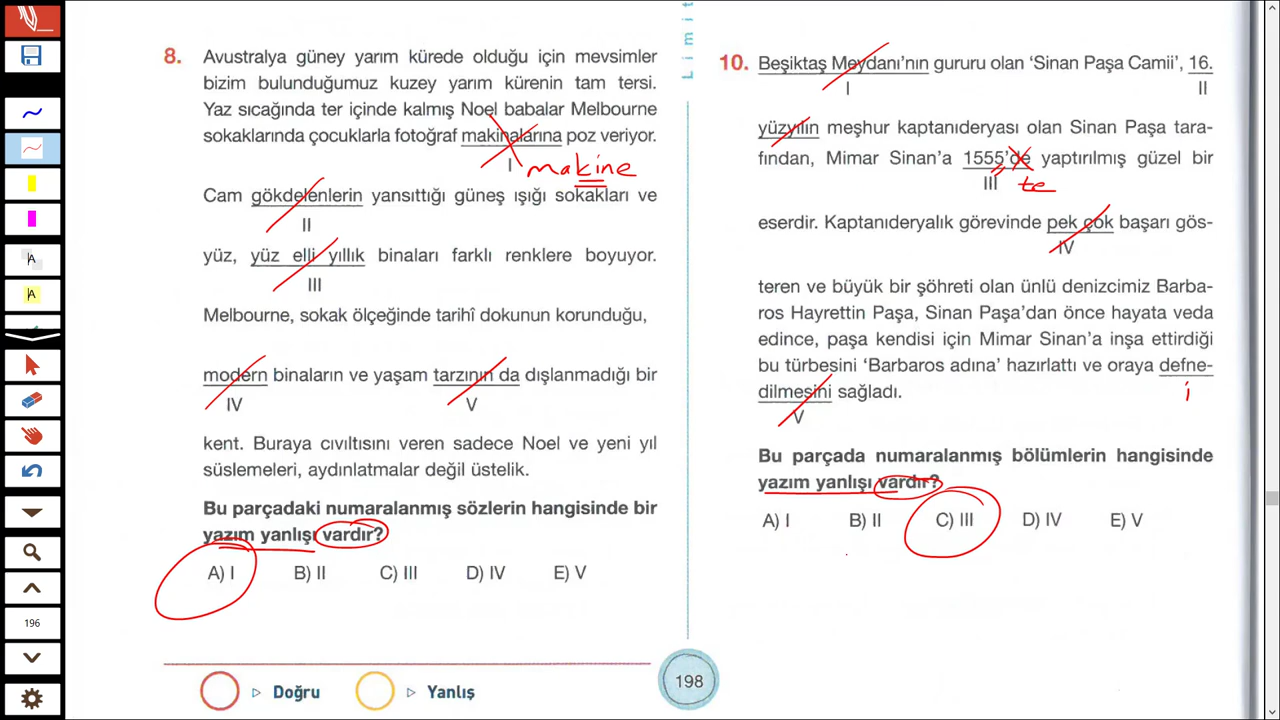 8. Avustralya güney yarım kürede olduğu için mevsimler
bizim bulunduğumuz kuzey yarım kürenin tam tersi.
Yaz sıcağında ter içinde kalmış Noel babalar Melbourne
sokaklarında çocuklarla fotoğraf makinalarına poz veriyor.
I makine
Cam gökdelenlerin yansıttığı güneş ışığı sokakları ve
II
yüz, yüz elli yıllık binaları farklı renklere boyuyor.
III
Melbourne, sokak ölçeğinde tarihî dokunun korunduğu,
modern binaların ve yaşam tarzının da dışlanmadığı bir
IV V
kent. Buraya cıvıltısını veren sadece Noel ve yeni yıl
süslemeleri, aydınlatmalar değil üstelik.
Bu parçadaki numaralanmış sözlerin hangisinde bir
yazım yanlışı vardır?
A) I B) II C) III D) IV E) V
Limit
10. Beşiktaş Meydanı’nın gururu olan ‘Sinan Paşa Camii’, 16.
I II
yüzyılın meşhur kaptanıderyası olan Sinan Paşa tara-
fından, Mimar Sinan’a 1555’de yaptırılmış güzel bir
III te
eserdir. Kaptanıderyalık görevinde pek çok başarı gös-
IV
teren ve büyük bir şöhreti olan ünlü denizcimiz Barba-
ros Hayrettin Paşa, Sinan Paşa’dan önce hayata veda
edince, paşa kendisi için Mimar Sinan’a inşa ettirdiği
bu türbesini ‘Barbaros adına’ hazırlattı ve oraya defne-
dilmesini sağladı. i
V
Bu parçada numaralanmış bölümlerin hangisinde
yazım yanlışı vardır?
A) I B) II C) III D) IV E) V
Doğru Yanlış
198
A
A
196